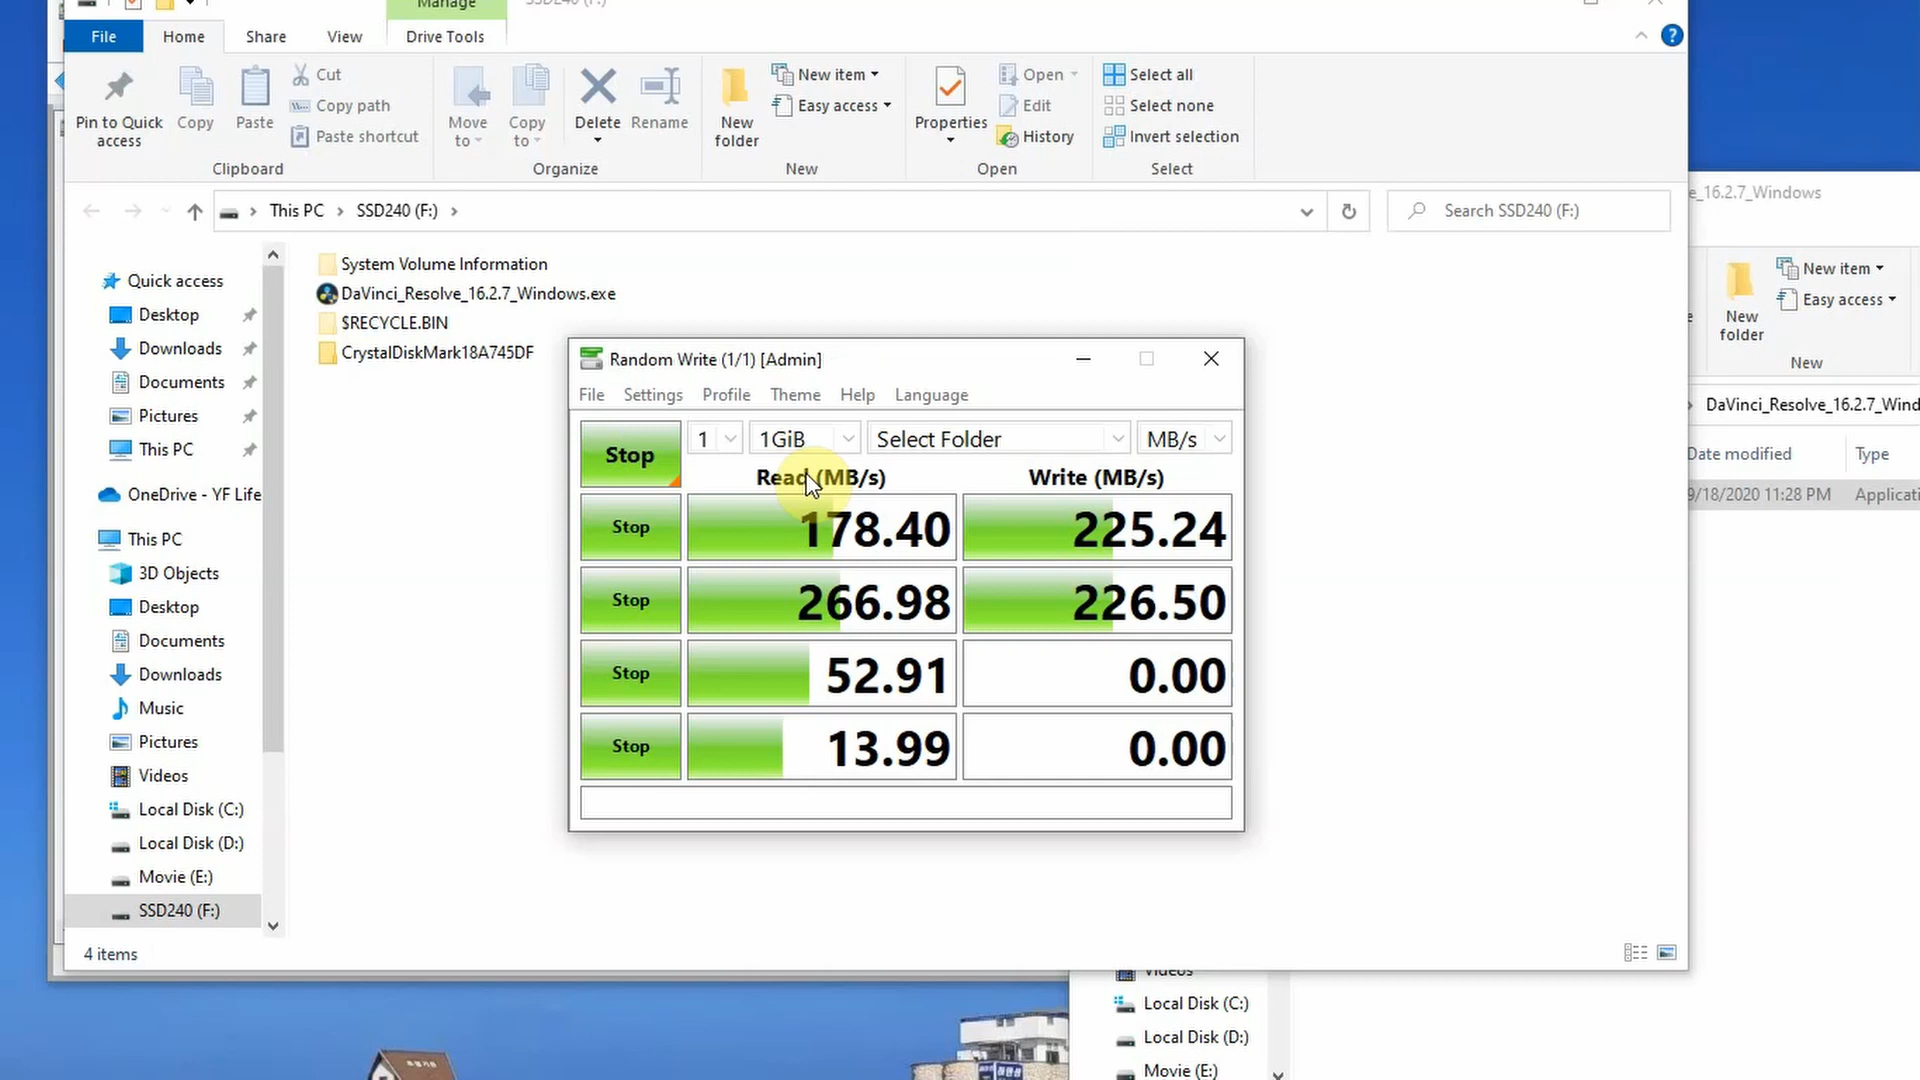 Manage
SSD240 (F:)
File
Home
Share
View
Drive Tools
Pin to Quick access
Copy
Paste
Cut
Copy path
Paste shortcut
Clipboard
Move to
Copy to
Delete
Rename
Organize
New folder
New item
Easy access
New
Properties
Open
Edit
History
Open
Select all
Select none
Invert selection
Select
This PC > SSD240 (F:) >
Search SSD240 (F:)
Quick access
Desktop
Downloads
Documents
Pictures
This PC
OneDrive - YF Life
This PC
3D Objects
Desktop
Documents
Downloads
Music
Pictures
Videos
Local Disk (C:)
Local Disk (D:)
Movie (E:)
SSD240 (F:)
4 items
System Volume Information
DaVinci_Resolve_16.2.7_Windows.exe
$RECYCLE.BIN
CrystalDiskMark18A745DF
Random Write (1/1) [Admin]
File Settings Profile Theme Help Language
Stop 1 1GiB Select Folder MB/s
Read (MB/s) Write (MB/s)
Stop 178.40 225.24
Stop 266.98 226.50
Stop 52.91 0.00
Stop 13.99 0.00
e_16.2.7_Windows
New folder
New item
Easy access
New
DaVinci_Resolve_16.2.7_Wind
Date modified Type
9/18/2020 11:28 PM Applicati
Videos
Local Disk (C:)
Local Disk (D:)
Movie (E:)